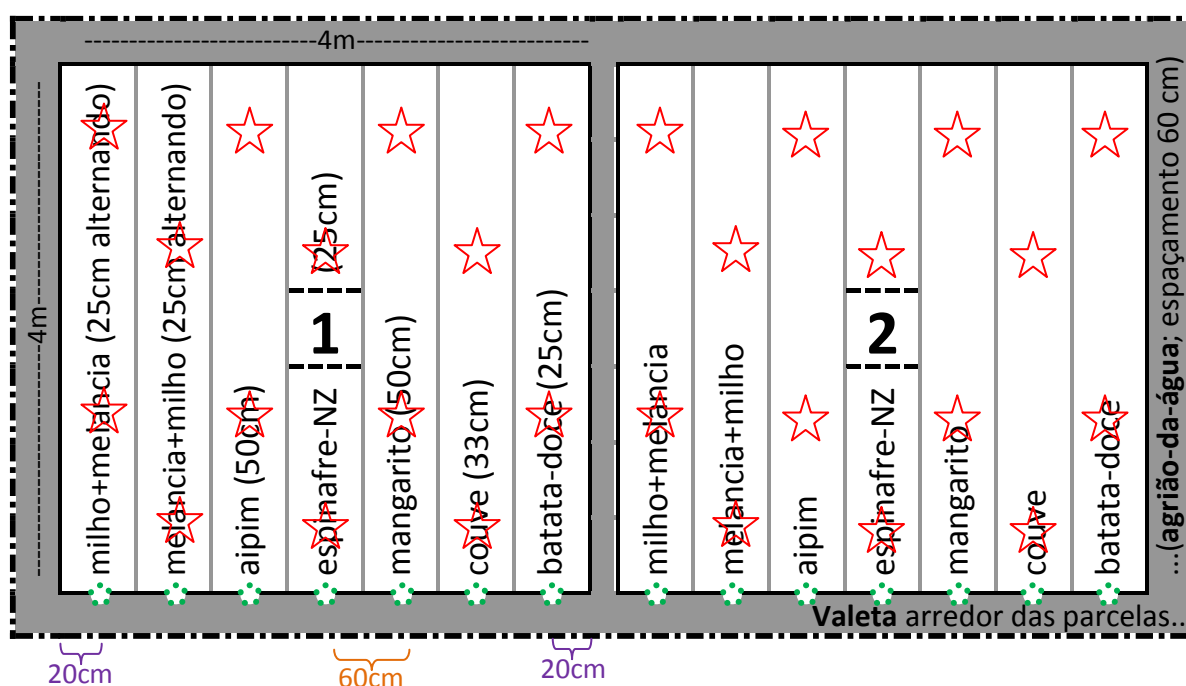 4m
4m
milho+melancia (25cm alternando)
melancia+milho (25cm alternando)
aipim (50cm)
espinafre-NZ (25cm)
1
mangarito (50cm)
couve (33cm)
batata-doce (25cm)
milho+melancia
melancia+milho
aipim
espinafre-NZ
2
mangarito
couve
batata-doce
...(agrião-da-água; espaçamento 60 cm)
Valeta arredor das parcelas..
20cm
60cm
20cm